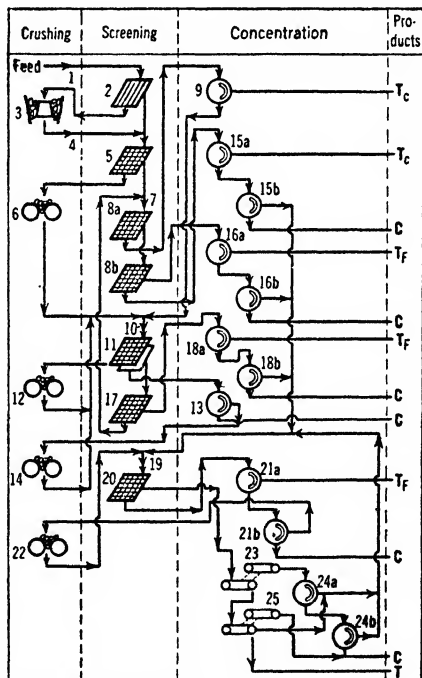 Crushing
Screening
Concentration
Pro-
ducts
Feed
1
2
3
4
9
Tc
5
15a
Tc
6
7
15b
8a
C
16a
TF
8b
16b
10
C
11
18a
TF
12
18b
C
17
13
C
14
19
20
21a
TF
21b
22
C
23
24a
25
24b
C
T